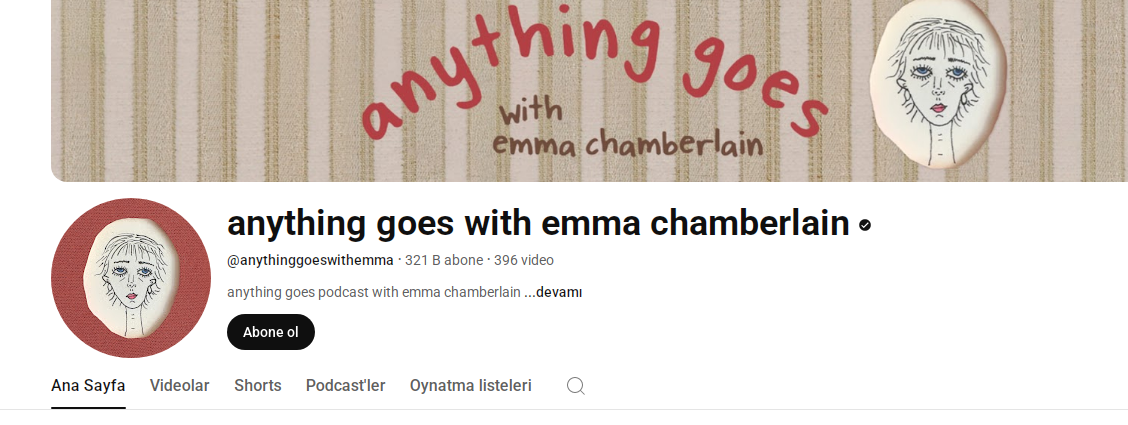 anything goes
with
emma chamberlain
anything goes with emma chamberlain
@anythinggoeswithemma · 321 B abone · 396 video
anything goes podcast with emma chamberlain ...devamı
Abone ol
Ana Sayfa Videolar Shorts Podcast'ler Oynatma listeleri